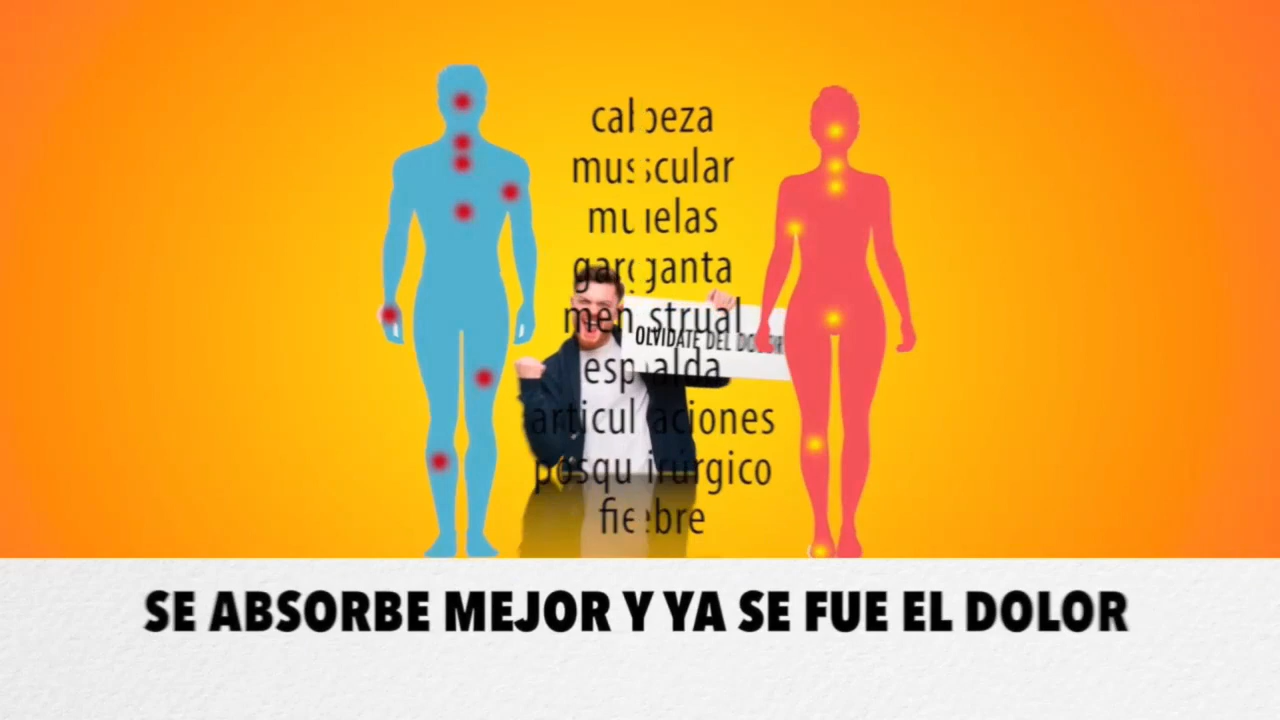 cabeza
muscular
muelas
garganta
menstrual
OLVIDATE DEL DOLOR
espalda
articulaciones
posquirurgico
fiebre
SE ABSORBE MEJOR Y YA SE FUE EL DOLOR